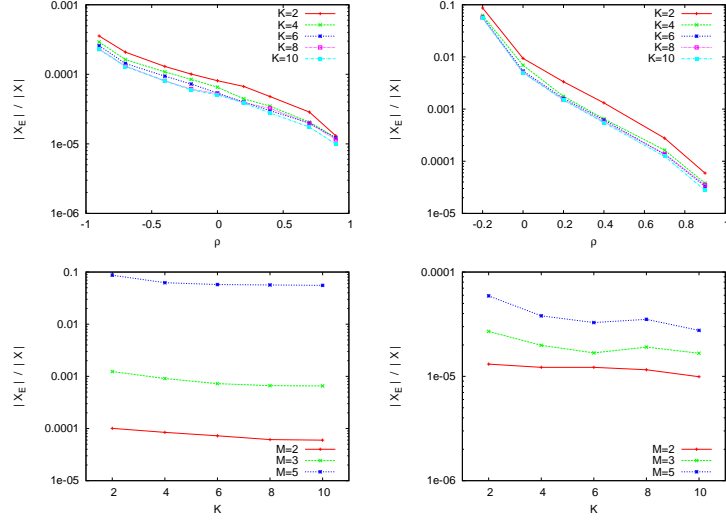 0.001
0.0001
1e-05
1e-06
| X_E | / | X |
-1
-0.5
0
0.5
1
ρ
K=2
K=4
K=6
K=8
K=10
0.1
0.01
0.001
0.0001
1e-05
| X_E | / | X |
-0.2
0
0.2
0.4
0.6
0.8
1
ρ
K=2
K=4
K=6
K=8
K=10
0.1
0.01
0.001
0.0001
1e-05
| X_E | / | X |
2
4
6
8
10
K
M=2
M=3
M=5
0.0001
1e-05
1e-06
| X_E | / | X |
2
4
6
8
10
K
M=2
M=3
M=5